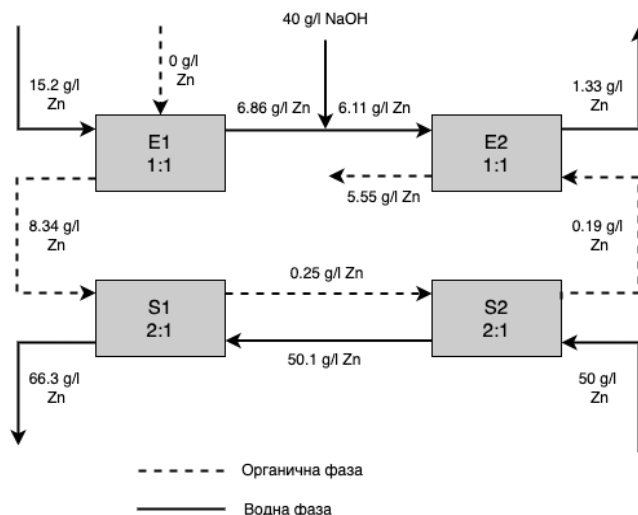 40 g/l NaOH
0 g/l
Zn
15.2 g/l
Zn
6.86 g/l Zn
6.11 g/l Zn
1.33 g/l
Zn
E1
1:1
E2
1:1
5.55 g/l Zn
8.34 g/l
Zn
0.19 g/l
Zn
0.25 g/l Zn
S1
2:1
S2
2:1
50.1 g/l Zn
66.3 g/l
Zn
50 g/l
Zn
Органична фаза
Водна фаза